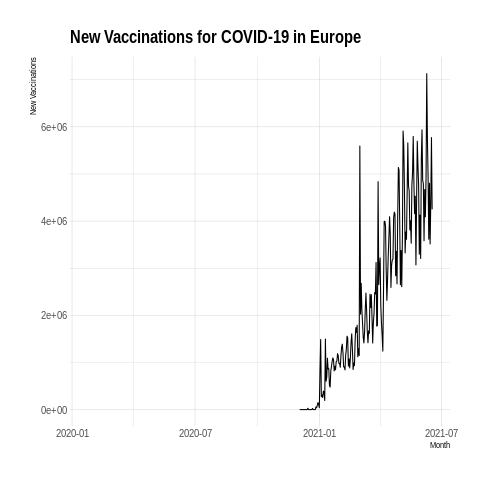 New Vaccinations for COVID-19 in Europe
New Vaccinations
6e+06
4e+06
2e+06
0e+00
2020-01 2020-07 2021-01 2021-07
Month